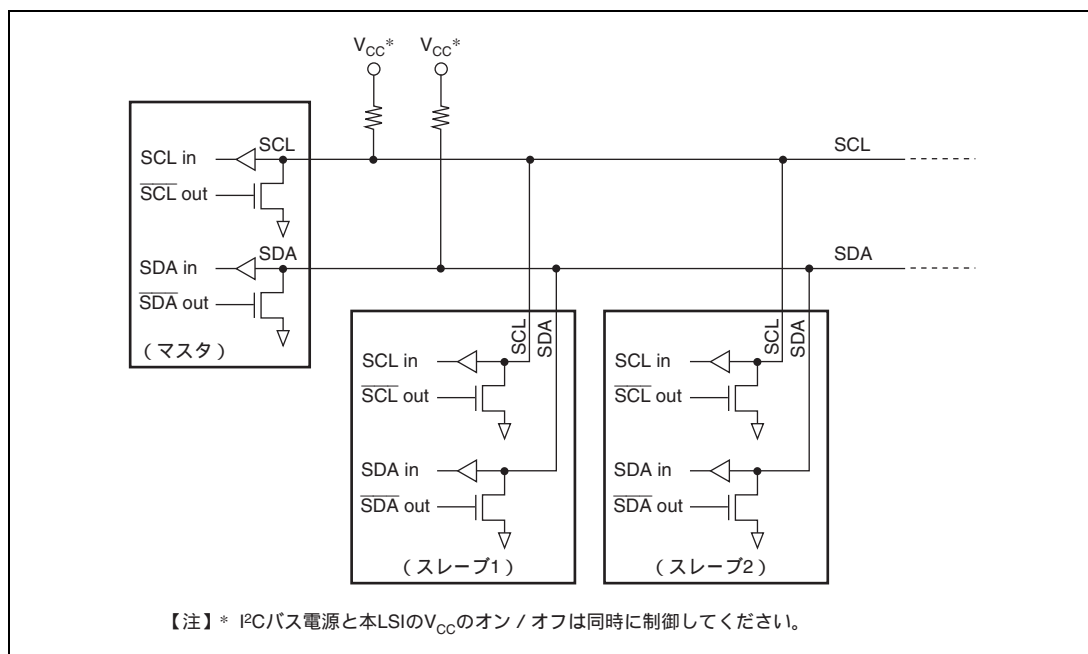 VCC* VCC*
SCL in SCL SCL
SCL out
SDA in SDA SDA
SDA out
（マスタ）
SCL SDA SCL SDA
SCL in SCL in
SCL out SCL out
SDA in SDA in
SDA out SDA out
（スレーブ1） （スレーブ2）
【注】* I²Cバス電源と本LSIのVCCのオン / オフは同時に制御してください。